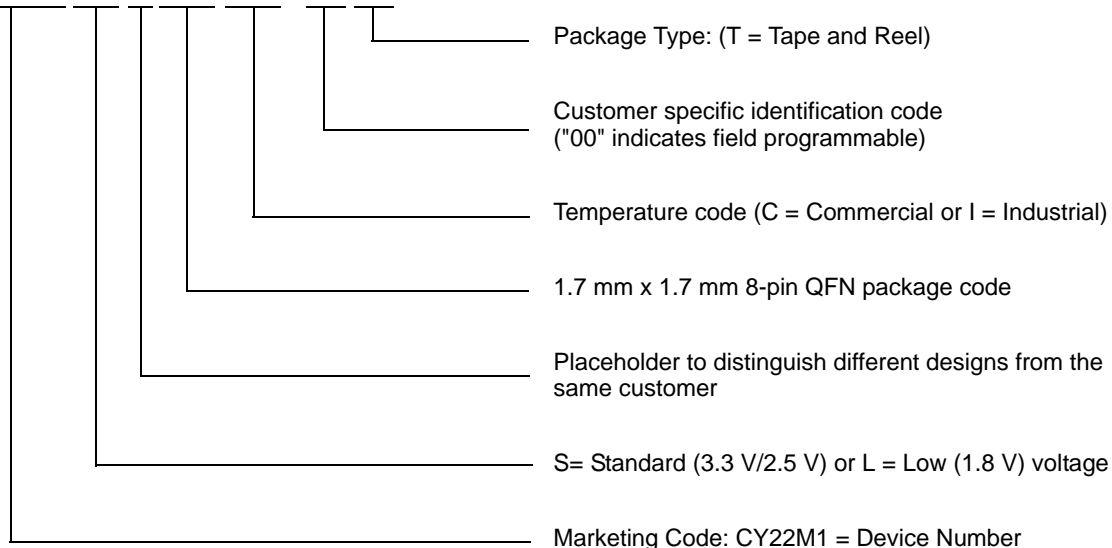 Package Type: (T = Tape and Reel)
Customer specific identification code
("00" indicates field programmable)
Temperature code (C = Commercial or I = Industrial)
1.7 mm x 1.7 mm 8-pin QFN package code
Placeholder to distinguish different designs from the
same customer
S= Standard (3.3 V/2.5 V) or L = Low (1.8 V) voltage
Marketing Code: CY22M1 = Device Number